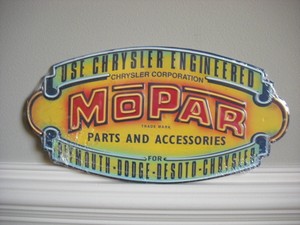 USE CHRYSLER ENGINEERED
CHRYSLER CORPORATION
MOPAR
TRADE MARK
PARTS AND ACCESSORIES
FOR
PLYMOUTH-DODGE-DESOTO-CHRYSLER